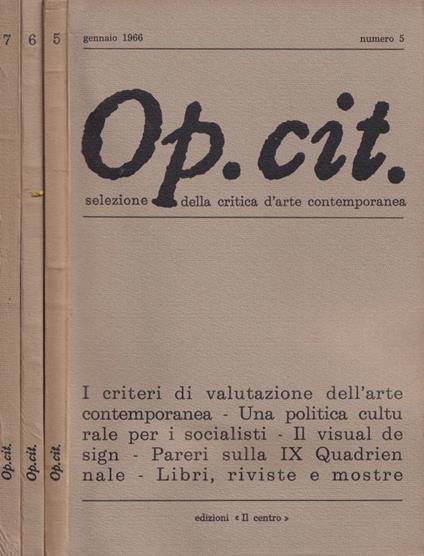 7
6
5
Op.cit.
Op.cit.
Op.cit.
gennaio 1966 numero 5
Op. cit.
selezione della critica d'arte contemporanea
I criteri di valutazione dell'arte
contemporanea - Una politica cultu
rale per i socialisti - Il visual de
sign - Pareri sulla IX Quadrien
nale - Libri, riviste e mostre
edizioni « Il centro »